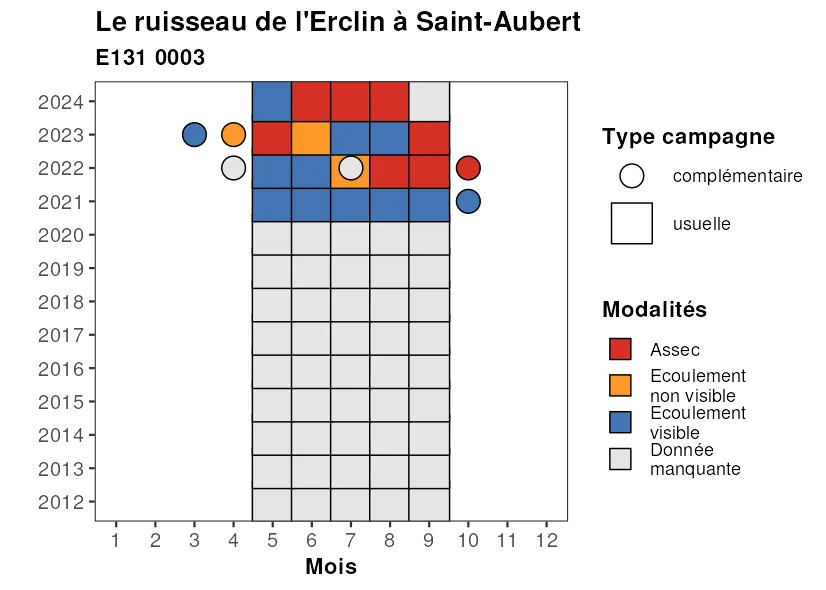 Le ruisseau de l'Erclin à Saint-Aubert
E131 0003
2024
2023
2022
2021
2020
2019
2018
2017
2016
2015
2014
2013
2012
1 2 3 4 5 6 7 8 9 10 11 12
Mois
Type campagne
complémentaire
usuelle
Modalités
Assec
Ecoulement
non visible
Ecoulement
visible
Donnée
manquante